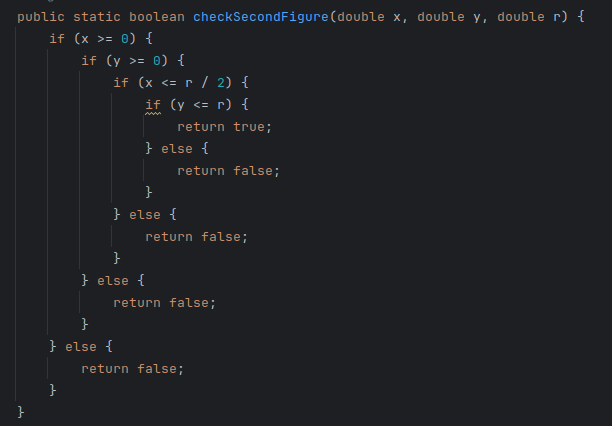 public static boolean checkSecondFigure(double x, double y, double r) {
    if (x >= 0) {
        if (y >= 0) {
            if (x <= r / 2) {
                if (y <= r) {
                    return true;
                } else {
                    return false;
                }
            } else {
                return false;
            }
        } else {
            return false;
        }
    } else {
        return false;
    }
}